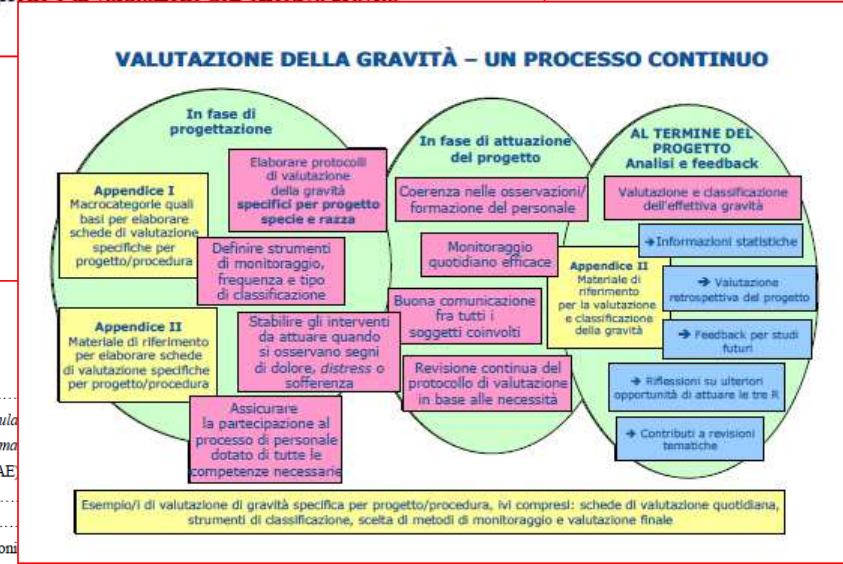 VALUTAZIONE DELLA GRAVITÀ – UN PROCESSO CONTINUO
In fase di
progettazione
Elaborare protocolli
di valutazione
della gravità
specifici per progetto
specie e razza
Appendice I
Macrocategorie quali
basi per elaborare
schede di valutazione
specifiche per
progetto/procedura
Definire strumenti
di monitoraggio,
frequenza e tipo
di classificazione
Appendice II
Materiale di riferimento
per elaborare schede
di valutazione specifiche
per progetto/procedura
Stabilire gli interventi
da attuare quando
si osservano segni
di dolore, distress o
sofferenza
Assicurare
la partecipazione al
processo di personale
dotato di tutte le
competenze necessarie
In fase di attuazione
del progetto
Coerenza nelle osservazioni/
formazione del personale
Monitoraggio
quotidiano efficace
Buona comunicazione
fra tutti i
soggetti coinvolti
Revisione continua del
protocollo di valutazione
in base alle necessità
AL TERMINE DEL
PROGETTO
Analisi e feedback
Valutazione e classificazione
dell'effettiva gravità
Appendice II
Materiale di
riferimento
per la valutazione
e classificazione
della gravità
➔Informazioni statistiche
➔ Valutazione
retrospettiva del progetto
➔ Feedback per studi
futuri
➔ Riflessioni su ulteriori
opportunità di attuare le tre R
➔ Contributi a revisioni
tematiche
Esempio/i di valutazione di gravità specifica per progetto/procedura, ivi compresi: schede di valutazione quotidiana,
strumenti di classificazione, scelta di metodi di monitoraggio e valutazione finale